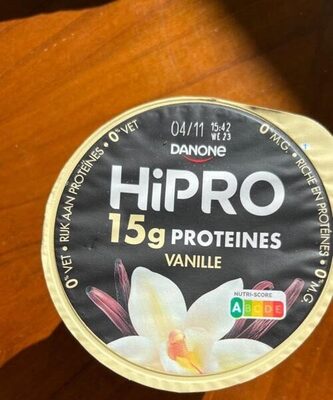 04/11 15:42
WE 23
DANONE
HiPRO
15g PROTEINES
VANILLE
NUTRI-SCORE
A B C D E
0% VET • RIJK AAN PROTEÏNES • 0% VET
0% M.G. • RICHE EN PROTÉINES • 0% M.G